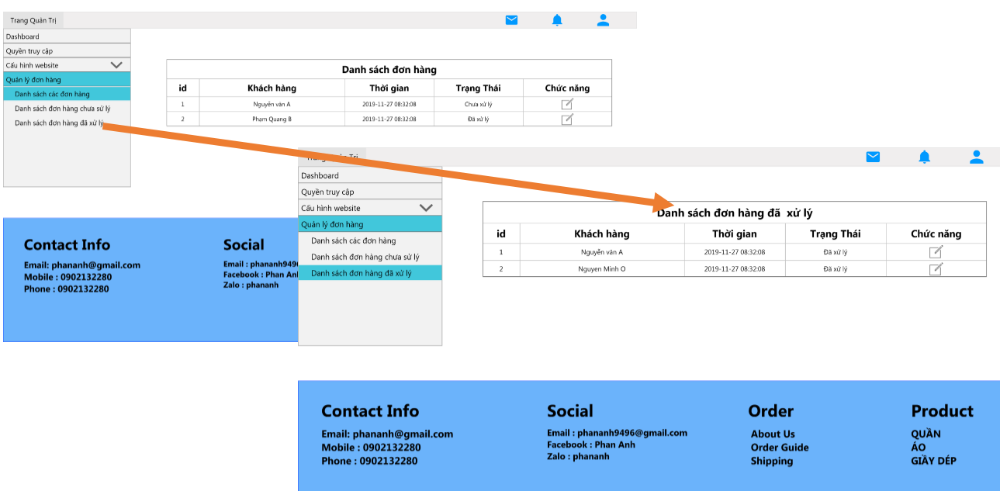 Trang Quản Trị
Dashboard
Quyền truy cập
Cấu hình website
Quản lý đơn hàng
Danh sách các đơn hàng
Danh sách đơn hàng chưa sử lý
Danh sách đơn hàng đã xử lý
Danh sách đơn hàng
id Khách hàng Thời gian Trạng Thái Chức năng
1 Nguyễn văn A 2019-11-27 08:32:08 Chưa xử lý
2 Phạm Quang B 2019-11-27 08:32:08 Đã xử lý
Contact Info
Email: phananh@gmail.com
Mobile : 0902132280
Phone : 0902132280
Social
Email : phananh949
Facebook : Phan An
Zalo : phananh
Dashboard
Quyền truy cập
Cấu hình website
Quản lý đơn hàng
Danh sách các đơn hàng
Danh sách đơn hàng chưa sử lý
Danh sách đơn hàng đã xử lý
Danh sách đơn hàng đã xử lý
id Khách hàng Thời gian Trạng Thái Chức năng
1 Nguyễn văn A 2019-11-27 08:32:08 Đã xử lý
2 Nguyen Minh O 2019-11-27 08:32:08 Đã xử lý
Contact Info
Email: phananh@gmail.com
Mobile : 0902132280
Phone : 0902132280
Social
Email : phananh9496@gmail.com
Facebook : Phan Anh
Zalo : phananh
Order
About Us
Order Guide
Shipping
Product
QUẦN
ÁO
GIẦY DÉP